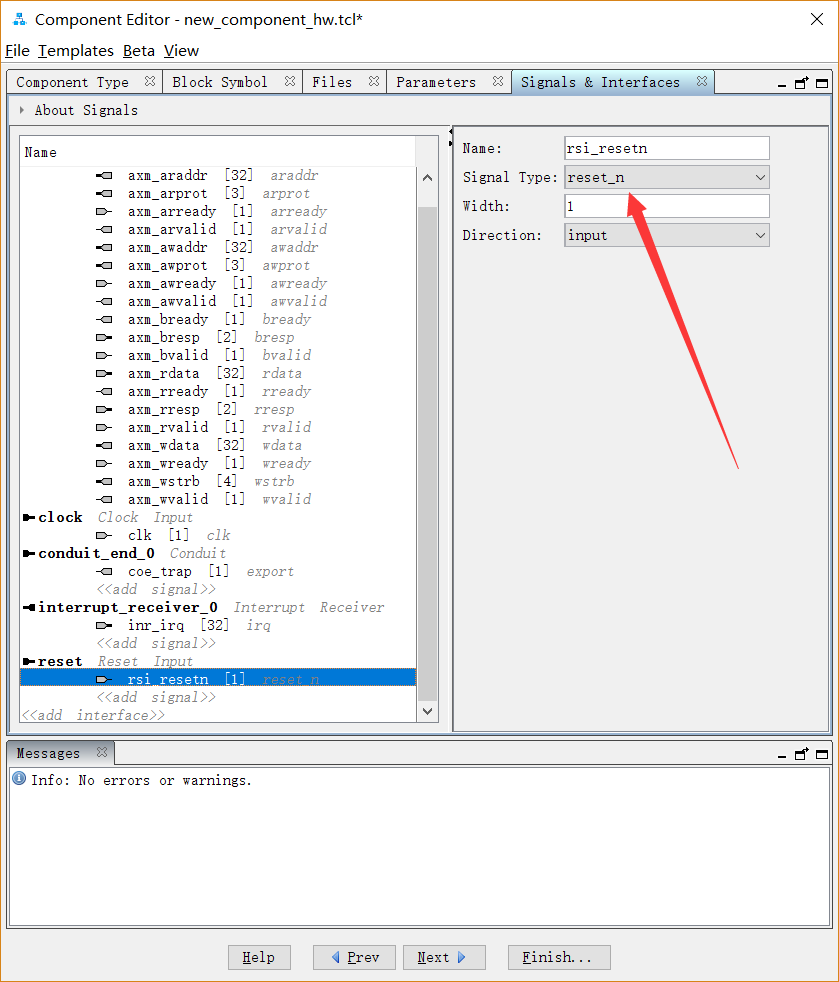 Component Editor - new_component_hw.tcl*
File Templates Beta View
Component Type Block Symbol Files Parameters Signals & Interfaces
About Signals
Name
axm_araddr [32] araddr
axm_arprot [3] arprot
axm_arready [1] arready
axm_arvalid [1] arvalid
axm_awaddr [32] awaddr
axm_awprot [3] awprot
axm_awready [1] awready
axm_awvalid [1] awvalid
axm_bready [1] bready
axm_bresp [2] bresp
axm_bvalid [1] bvalid
axm_rdata [32] rdata
axm_rready [1] rready
axm_rresp [2] rresp
axm_rvalid [1] rvalid
axm_wdata [32] wdata
axm_wready [1] wready
axm_wstrb [4] wstrb
axm_wvalid [1] wvalid
clock Clock Input
clk [1] clk
conduit_end_0 Conduit
coe_trap [1] export
<<add signal>>
interrupt_receiver_0 Interrupt Receiver
inr_irq [32] irq
<<add signal>>
reset Reset Input
rsi_resetn [1] reset_n
<<add signal>>
<<add interface>>
Name: rsi_resetn
Signal Type: reset_n
Width: 1
Direction: input
Messages
Info: No errors or warnings.
Help Prev Next Finish...